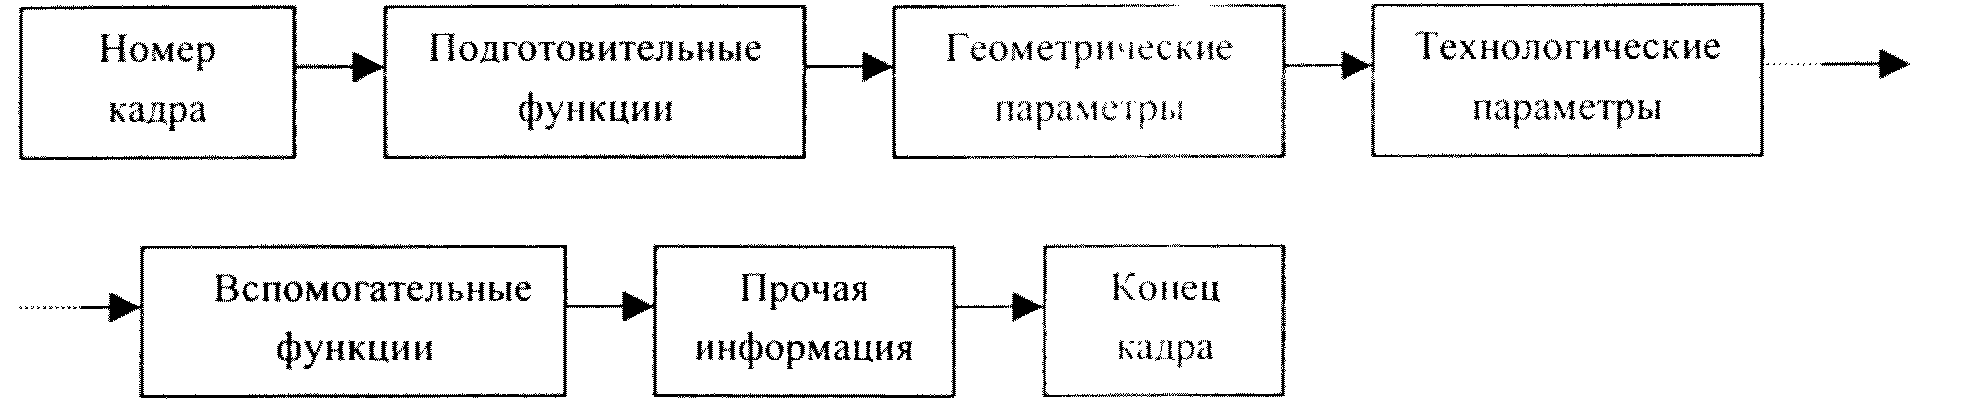 Номер
кадра
Подготовительные
функции
Геометрические
параметры
Технологические
параметры
Вспомогательные
функции
Прочая
информация
Конец
кадра